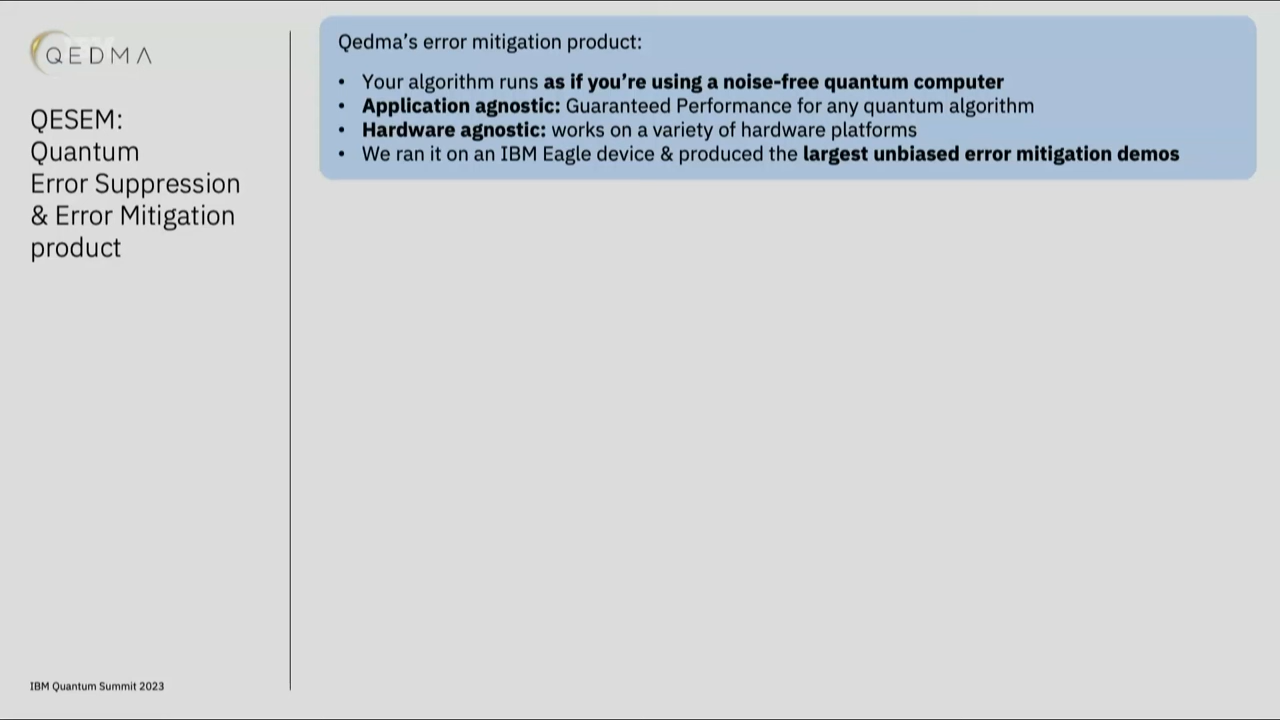 QEDMA
QESEM:
Quantum
Error Suppression
& Error Mitigation
product
Qedma’s error mitigation product:
• Your algorithm runs as if you’re using a noise-free quantum computer
• Application agnostic: Guaranteed Performance for any quantum algorithm
• Hardware agnostic: works on a variety of hardware platforms
• We ran it on an IBM Eagle device & produced the largest unbiased error mitigation demos
IBM Quantum Summit 2023